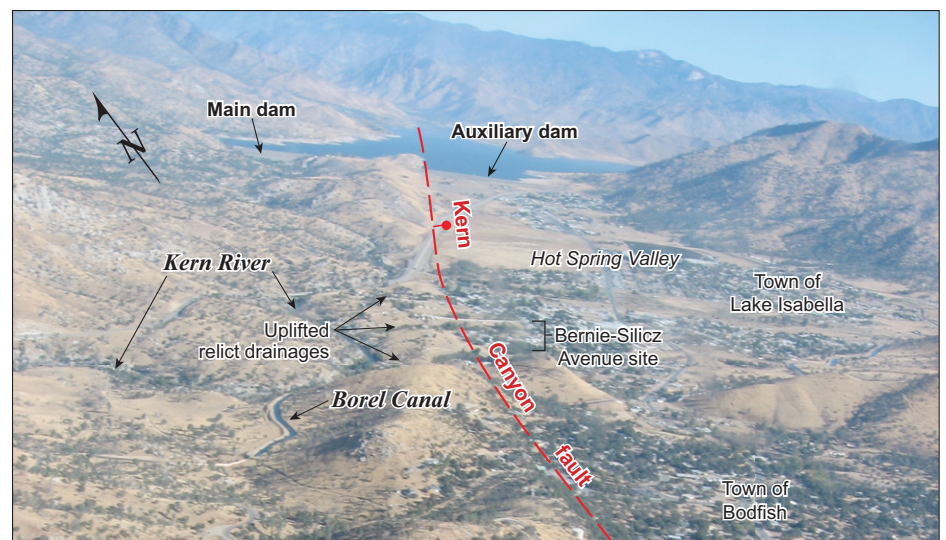 Main dam
Auxiliary dam
N
Kern
Kern River
Hot Spring Valley
Town of
Lake Isabella
Uplifted
relict drainages
Bernie-Silicz
Avenue site
Canyon
Borel Canal
fault
Town of
Bodfish